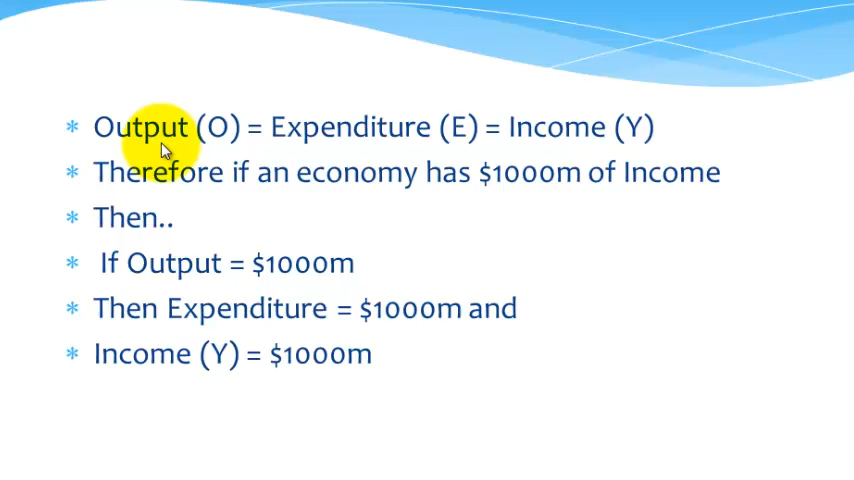 * Output (O) = Expenditure (E) = Income (Y)
* Therefore if an economy has $1000m of Income
* Then..
* If Output = $1000m
* Then Expenditure = $1000m and
* Income (Y) = $1000m